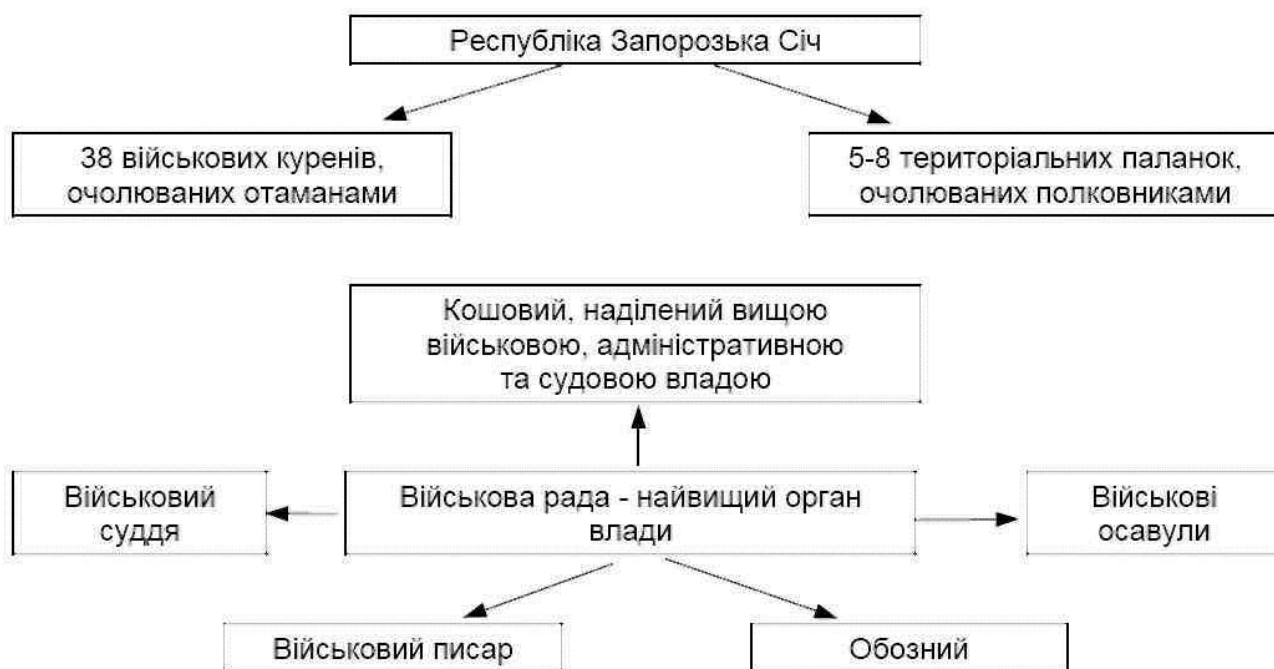 Республіка Запорозька Січ
38 військових куренів,
очолюваних отаманами
5-8 територіальних паланок,
очолюваних полковниками
Кошовий, наділений вищою
військовою, адміністративною
та судовою владою
Військовий
суддя
Військова рада - найвищий орган
влади
Військові
осавули
Військовий писар
Обозний